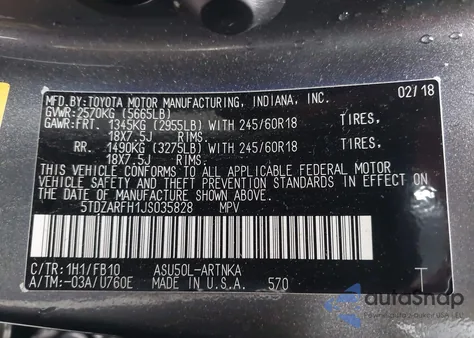 MFD.BY:TOYOTA MOTOR MANUFACTURING, INDIANA, INC. 02/18
GVWR:2570KG (5665LB)
GAWR:FRT. 1345KG (2955LB) WITH 245/60R18 TIRES,
18X7.5J RIMS.
RR. 1490KG (3275LB) WITH 245/60R18 TIRES,
18X7.5J RIMS.
THIS VEHICLE CONFORMS TO ALL APPLICABLE FEDERAL MOTOR
VEHICLE SAFETY AND THEFT PREVENTION STANDARDS IN EFFECT ON
THE DATE OF MANUFACTURE SHOWN ABOVE.
5TDZARFH1JS035828 MPV
C/TR:1H1/FB10 ASU50L-ARTNKA
A/TM:-03A/U760E MADE IN U.S.A. 570 T
autosnap